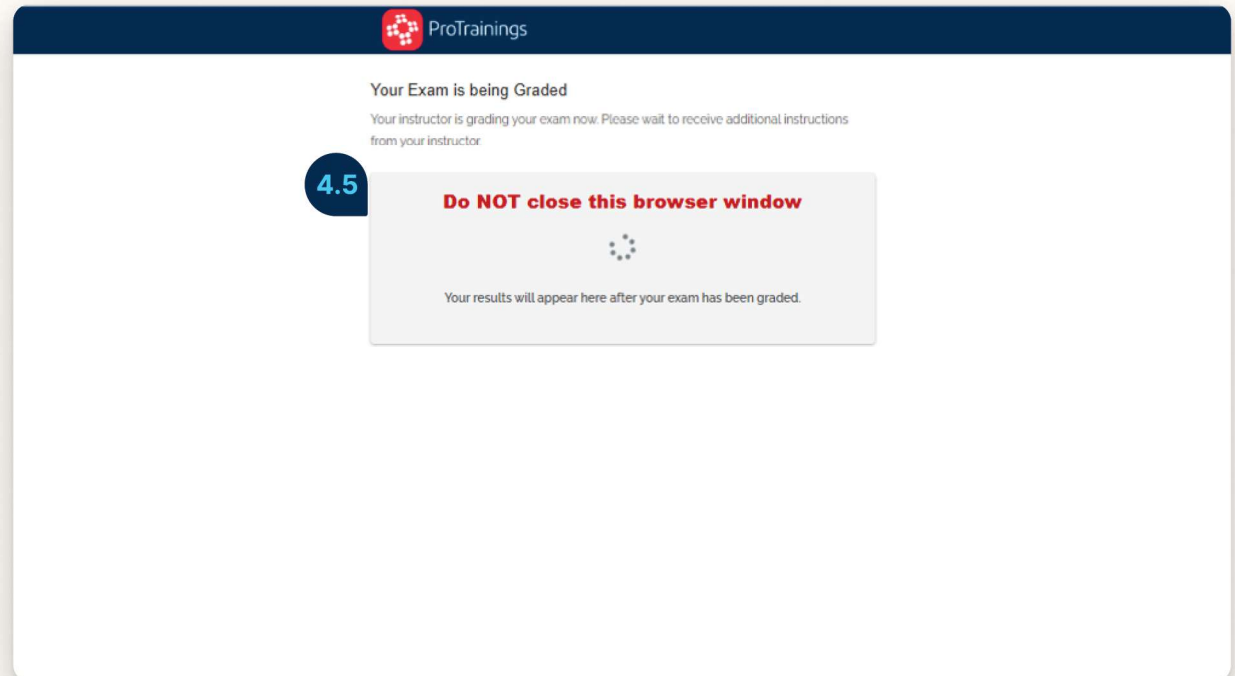 ProTrainings
Your Exam is being Graded
Your instructor is grading your exam now. Please wait to receive additional instructions
from your instructor.
4.5
Do NOT close this browser window
Your results will appear here after your exam has been graded.